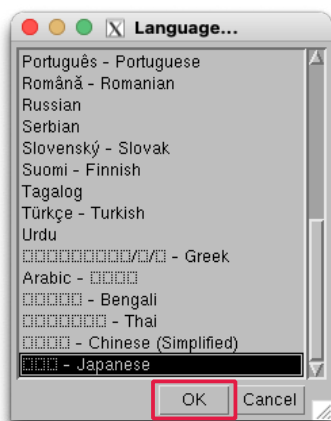 Language...
Português - Portuguese
Română - Romanian
Russian
Serbian
Slovenský - Slovak
Suomi - Finnish
Tagalog
Türkçe - Turkish
Urdu
□□□□□□□□□/□/□ - Greek
Arabic - □□□□
□□□□□ - Bengali
□□□□□□□ - Thai
□□□□ - Chinese (Simplified)
□□□ - Japanese
OK Cancel